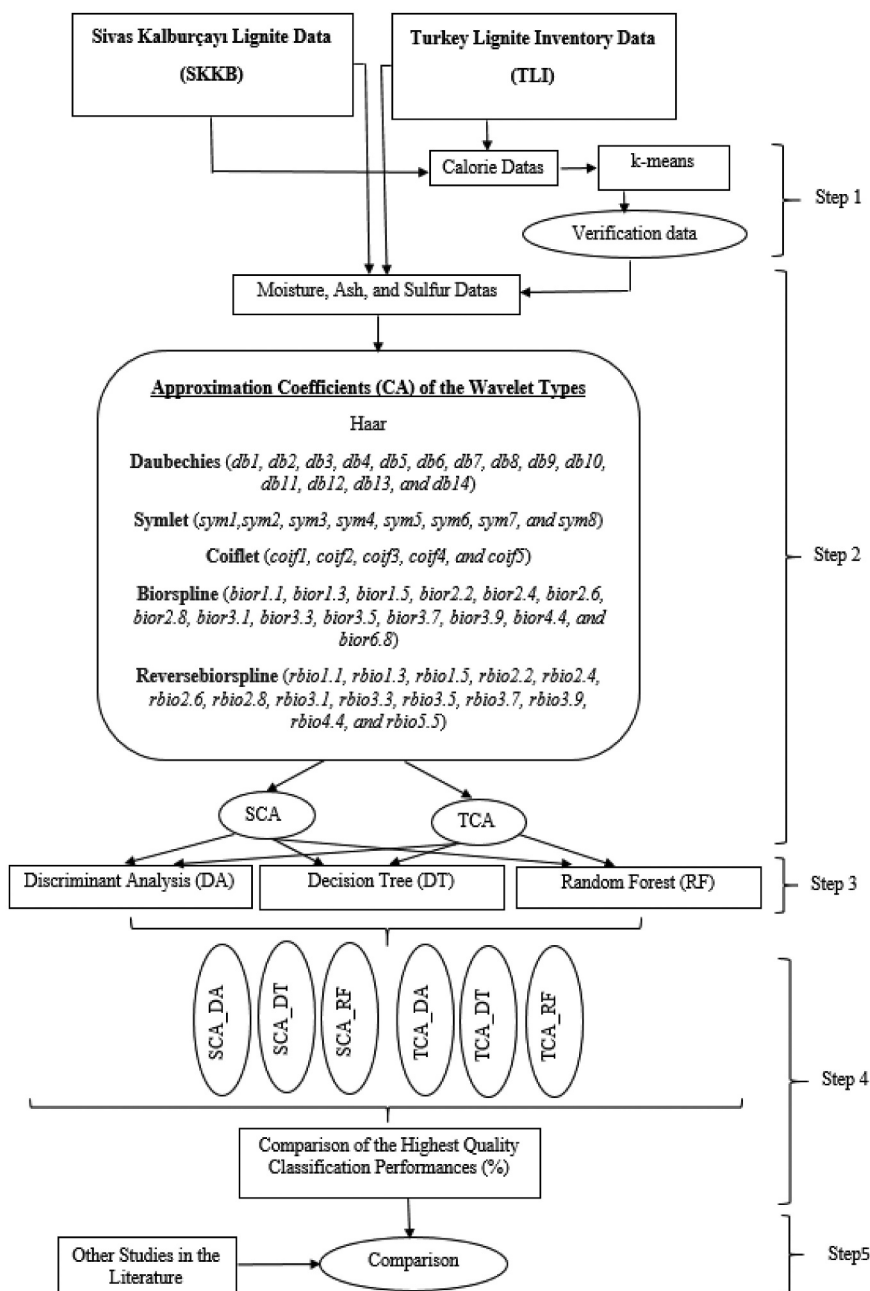 Sivas Kalburçayı Lignite Data
(SKKB)
Turkey Lignite Inventory Data
(TLI)
Calorie Datas
k-means
Step 1
Verification data
Moisture, Ash, and Sulfur Datas
Approximation Coefficients (CA) of the Wavelet Types
Haar
Daubechies (db1, db2, db3, db4, db5, db6, db7, db8, db9, db10,
db11, db12, db13, and db14)
Symlet (sym1,sym2, sym3, sym4, sym5, sym6, sym7, and sym8)
Coiflet (coif1, coif2, coif3, coif4, and coif5)
Biorspline (bior1.1, bior1.3, bior1.5, bior2.2, bior2.4, bior2.6,
bior2.8, bior3.1, bior3.3, bior3.5, bior3.7, bior3.9, bior4.4, and
bior6.8)
Reversebiorspline (rbio1.1, rbio1.3, rbio1.5, rbio2.2, rbio2.4,
rbio2.6, rbio2.8, rbio3.1, rbio3.3, rbio3.5, rbio3.7, rbio3.9,
rbio4.4, and rbio5.5)
Step 2
SCA
TCA
Discriminant Analysis (DA)
Decision Tree (DT)
Random Forest (RF)
Step 3
SCA_DA
SCA_DT
SCA_RF
TCA_DA
TCA_DT
TCA_RF
Step 4
Comparison of the Highest Quality
Classification Performances (%)
Other Studies in the
Literature
Comparison
Step5